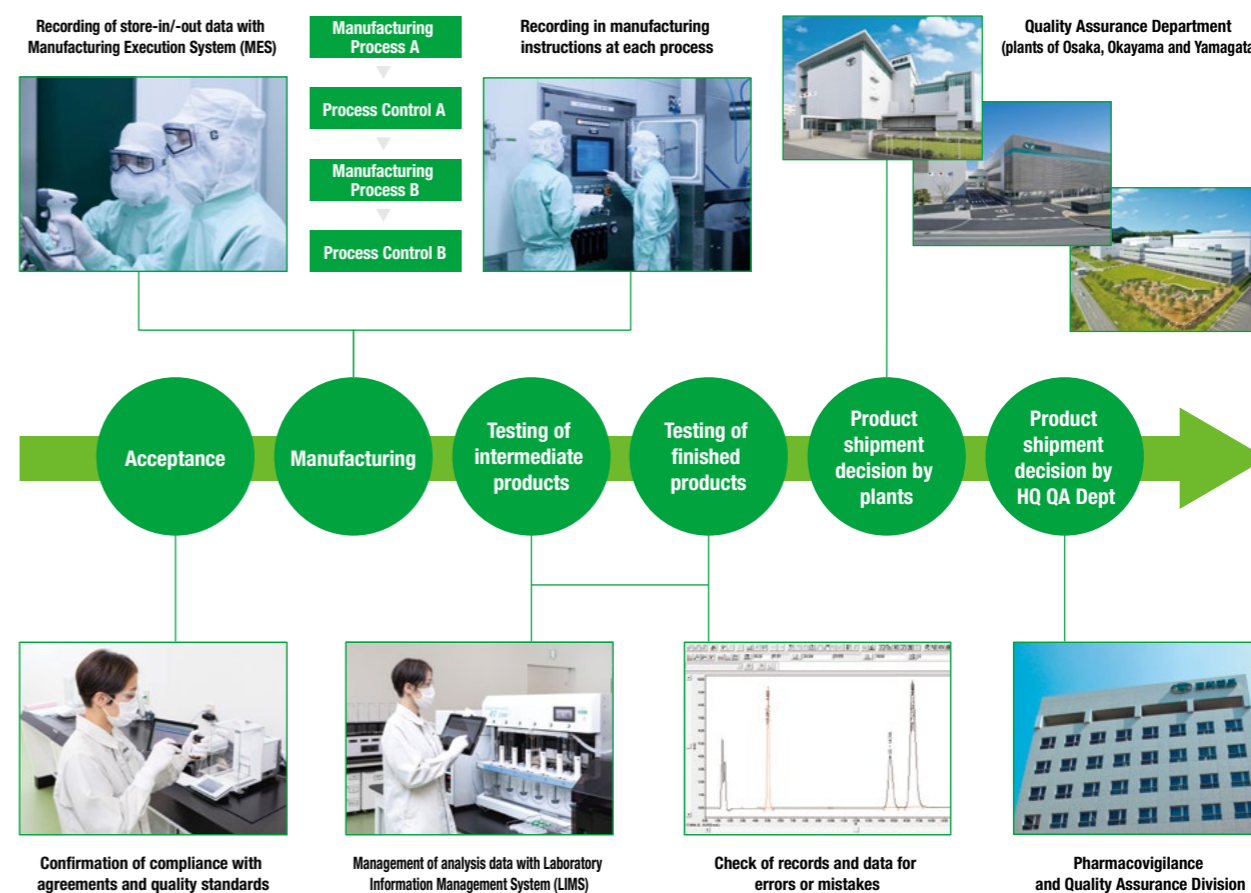 Recording of store-in/-out data with
Manufacturing Execution System (MES)
Manufacturing
Process A
Process Control A
Manufacturing
Process B
Process Control B
Recording in manufacturing
instructions at each process
Quality Assurance Department
(plants of Osaka, Okayama and Yamagata
Acceptance
Manufacturing
Testing of
intermediate
products
Testing of
finished
products
Product
shipment
decision by
plants
Product
shipment
decision by
HQ QA Dept
Confirmation of compliance with
agreements and quality standards
Management of analysis data with Laboratory
Information Management System (LIMS)
Check of records and data for
errors or mistakes
Pharmacovigilance
and Quality Assurance Division